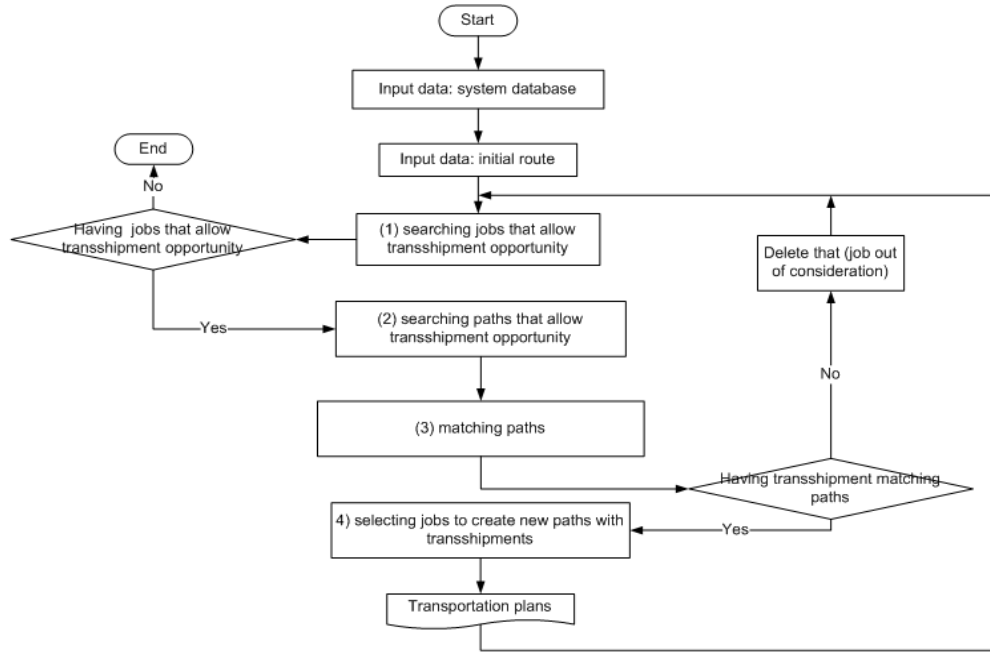 Start
Input data: system database
End
Input data: initial route
No
Having jobs that allow
transshipment opportunity
(1) searching jobs that allow
transshipment opportunity
Delete that (job out
of consideration)
Yes
(2) searching paths that allow
transshipment opportunity
No
(3) matching paths
Having transshipment matching
paths
4) selecting jobs to create new paths with
transshipments
Yes
Transportation plans